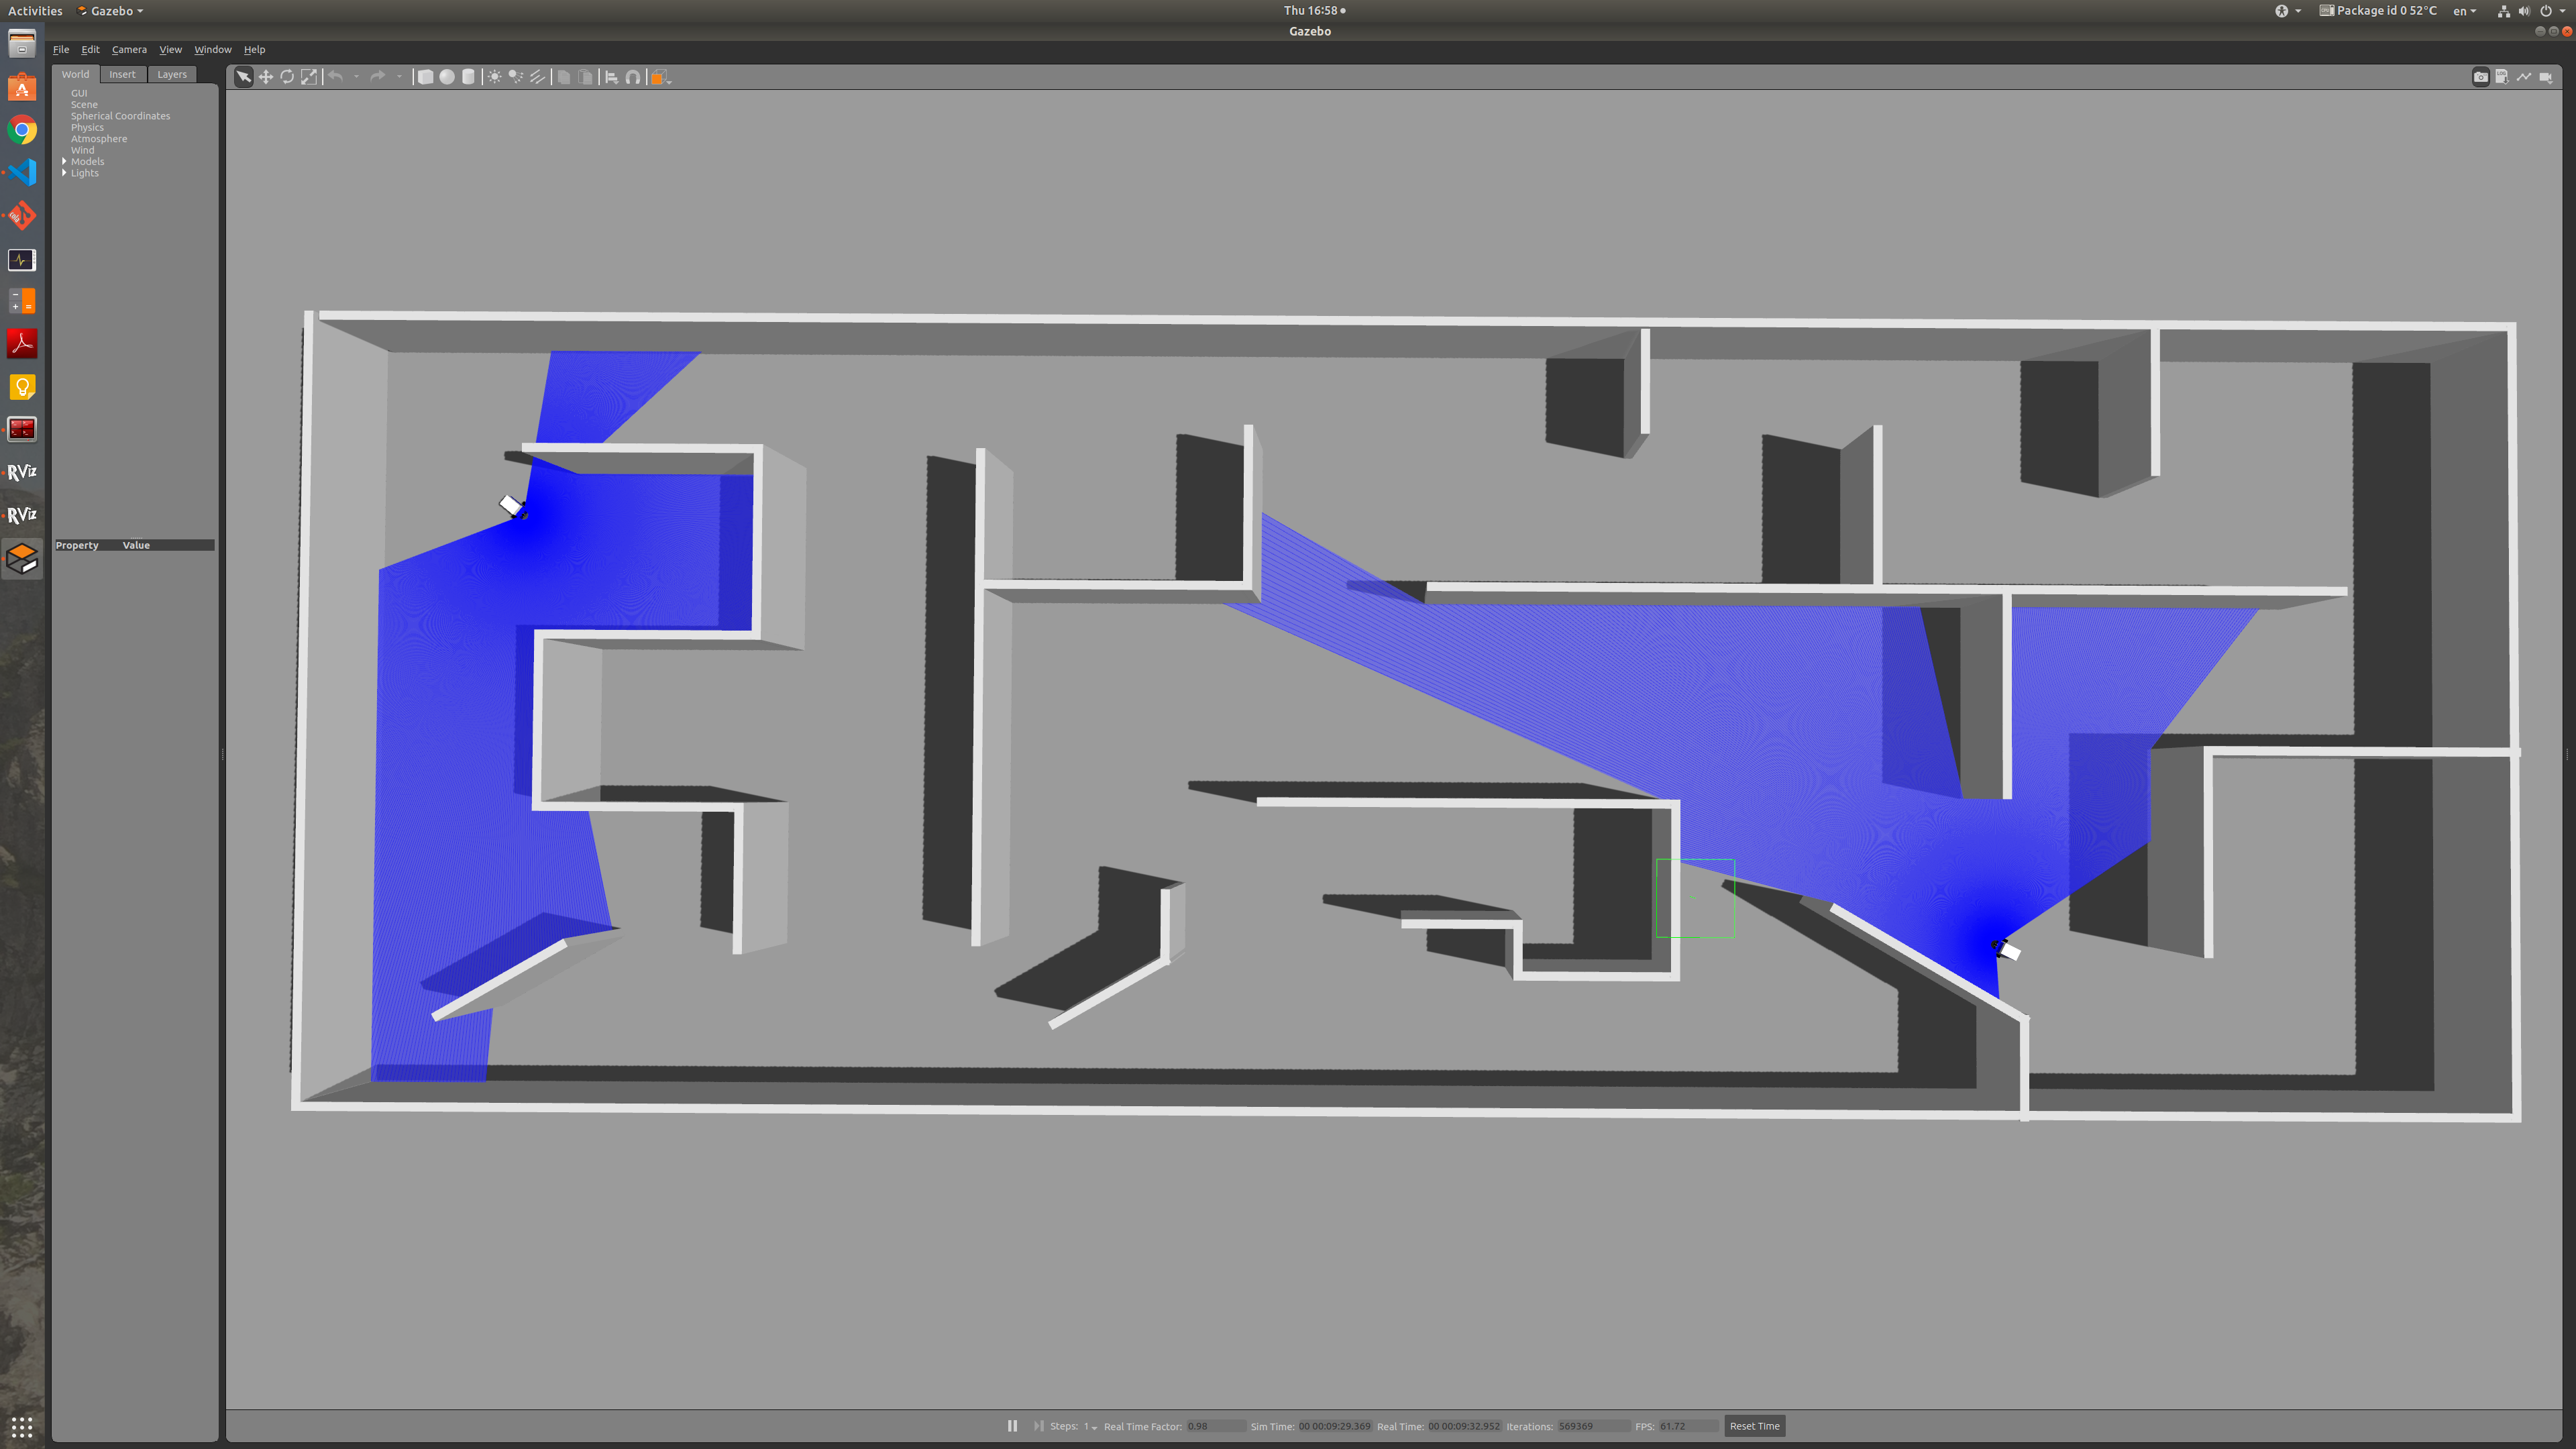 Activities Gazebo Thu 16:58 Package id 0 52°C en
Gazebo
File Edit Camera View Window Help
World Insert Layers
GUI
Scene
Spherical Coordinates
Physics
Atmosphere
Wind
Models
Lights
RViz
RViz
Property Value
Steps: 1 Real Time Factor: 0.98 Sim Time: 00 00:09:29.369 Real Time: 00 00:09:32.952 Iterations: 569369 FPS: 61.72 Reset Time